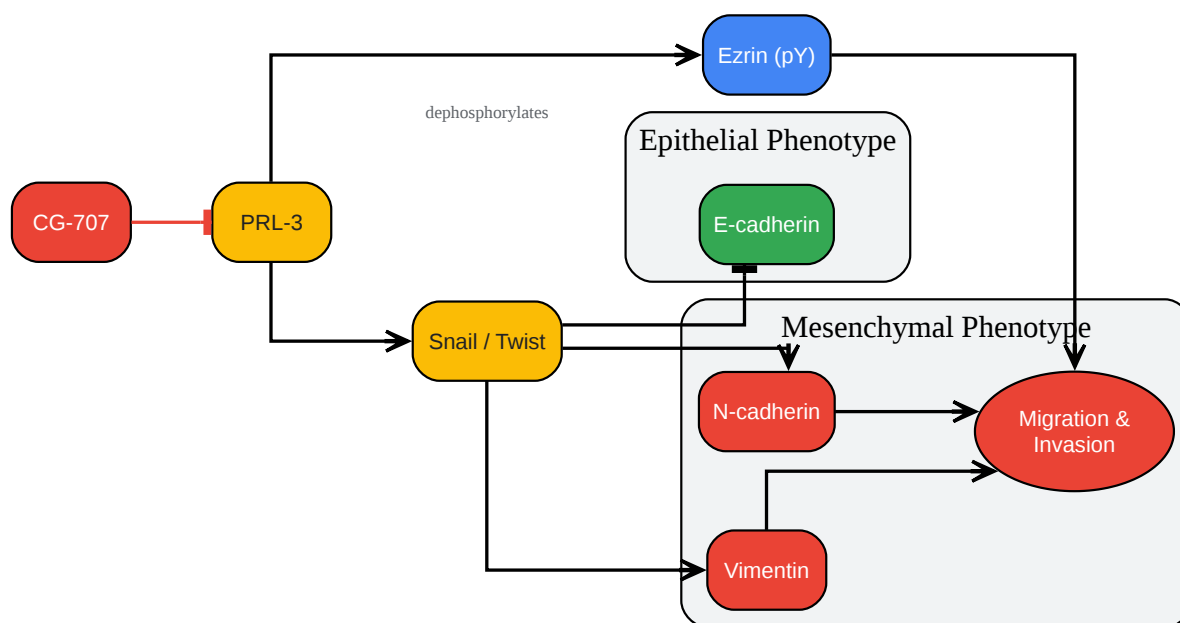 Ezrin (pY)
dephosphorylates
Epithelial Phenotype
CG-707
PRL-3
E-cadherin
Snail / Twist
Mesenchymal Phenotype
N-cadherin
Migration &
Invasion
Vimentin